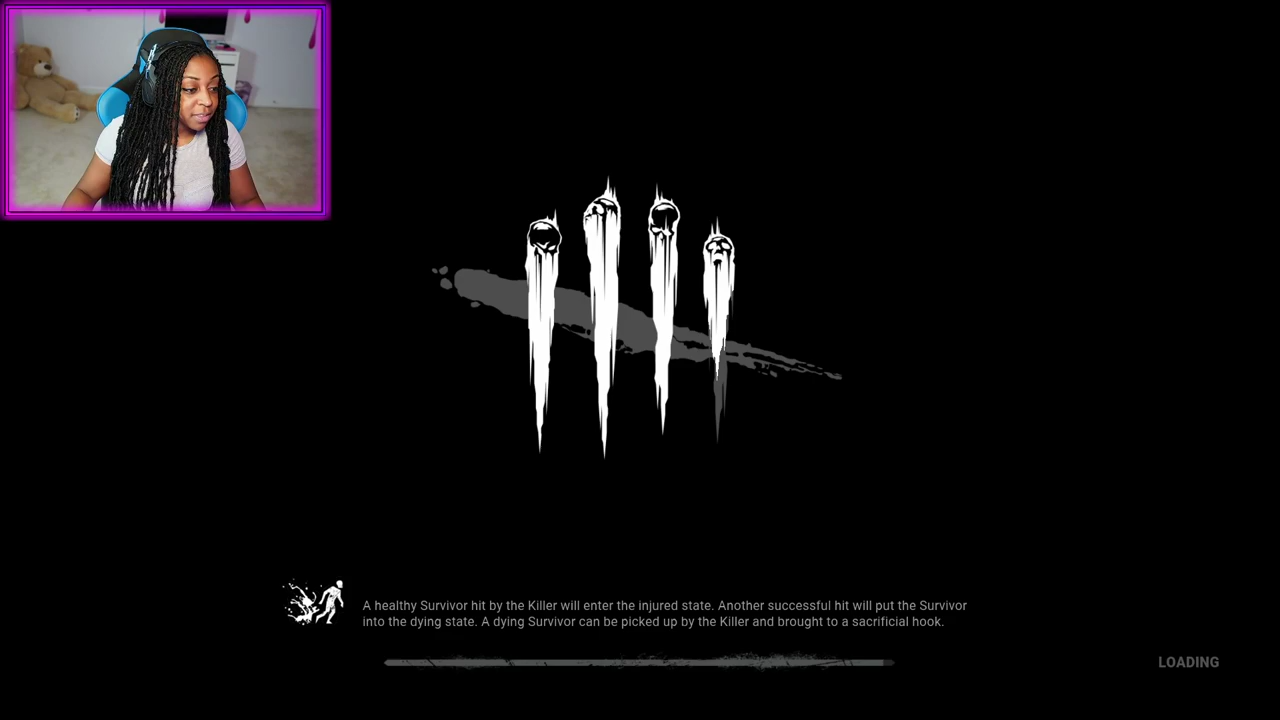 A healthy Survivor hit by the Killer will enter the injured state. Another successful hit will put the Survivor
into the dying state. A dying Survivor can be picked up by the Killer and brought to a sacrificial hook.
LOADING